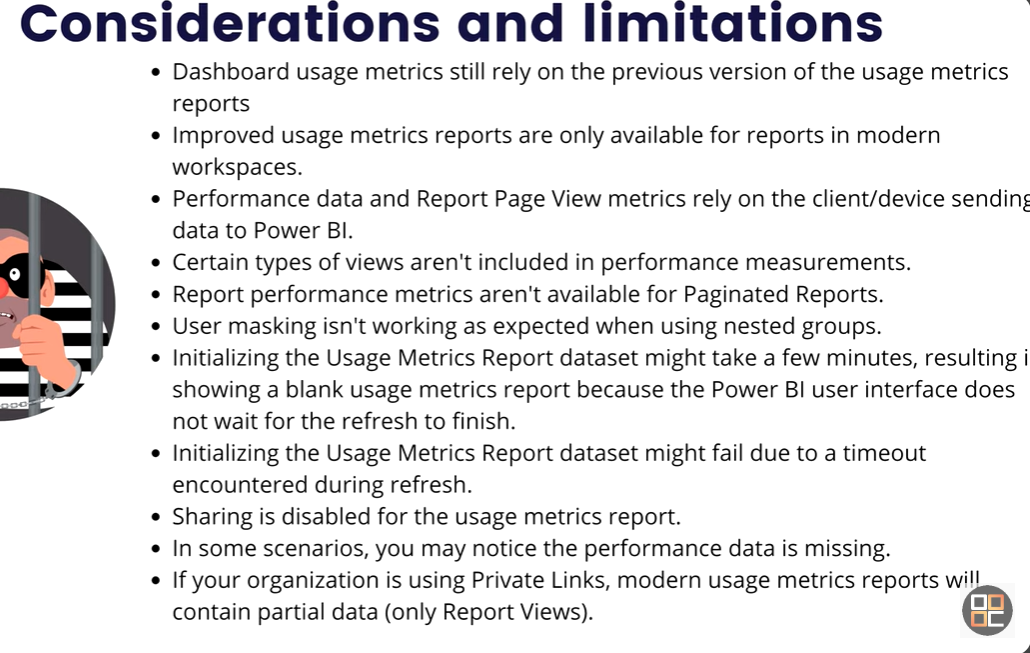 Considerations and limitations
• Dashboard usage metrics still rely on the previous version of the usage metrics
reports
• Improved usage metrics reports are only available for reports in modern
workspaces.
• Performance data and Report Page View metrics rely on the client/device sending
data to Power BI.
• Certain types of views aren't included in performance measurements.
• Report performance metrics aren't available for Paginated Reports.
• User masking isn't working as expected when using nested groups.
• Initializing the Usage Metrics Report dataset might take a few minutes, resulting
showing a blank usage metrics report because the Power BI user interface does
not wait for the refresh to finish.
• Initializing the Usage Metrics Report dataset might fail due to a timeout
encountered during refresh.
• Sharing is disabled for the usage metrics report.
• In some scenarios, you may notice the performance data is missing.
• If your organization is using Private Links, modern usage metrics reports will
contain partial data (only Report Views).